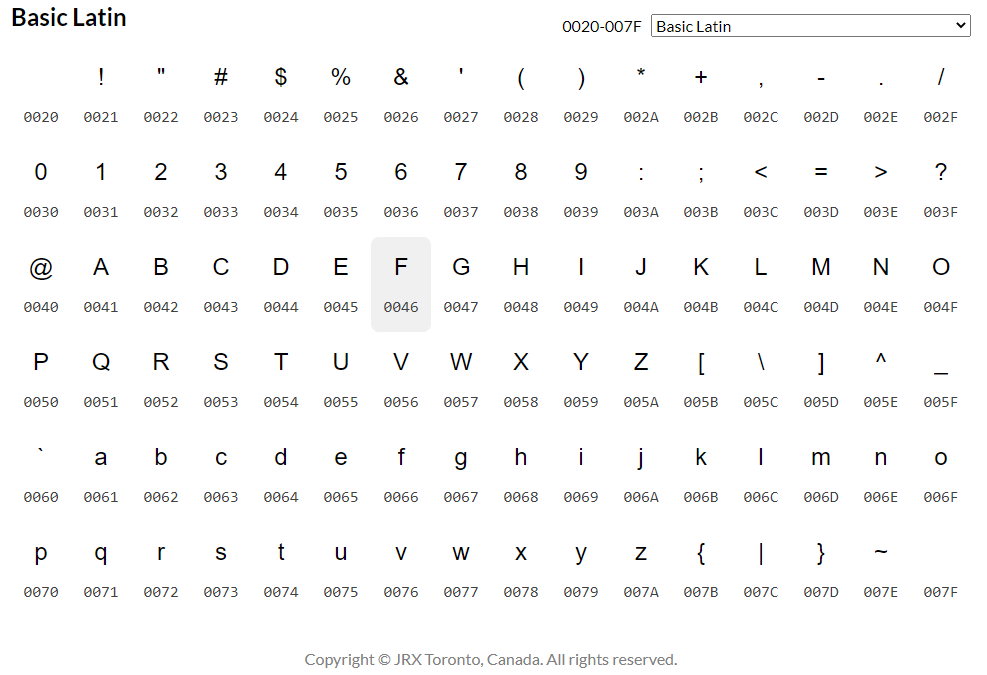 Basic Latin
0020-007F Basic Latin
! " # $ % & ' ( ) * + , - . /
0020 0021 0022 0023 0024 0025 0026 0027 0028 0029 002A 002B 002C 002D 002E 002F
0 1 2 3 4 5 6 7 8 9 : ; < = > ?
0030 0031 0032 0033 0034 0035 0036 0037 0038 0039 003A 003B 003C 003D 003E 003F
@ A B C D E F G H I J K L M N O
0040 0041 0042 0043 0044 0045 0046 0047 0048 0049 004A 004B 004C 004D 004E 004F
P Q R S T U V W X Y Z [ \ ] ^ _
0050 0051 0052 0053 0054 0055 0056 0057 0058 0059 005A 005B 005C 005D 005E 005F
` a b c d e f g h i j k l m n o
0060 0061 0062 0063 0064 0065 0066 0067 0068 0069 006A 006B 006C 006D 006E 006F
p q r s t u v w x y z { | } ~
0070 0071 0072 0073 0074 0075 0076 0077 0078 0079 007A 007B 007C 007D 007E 007F
Copyright © JRX Toronto, Canada. All rights reserved.